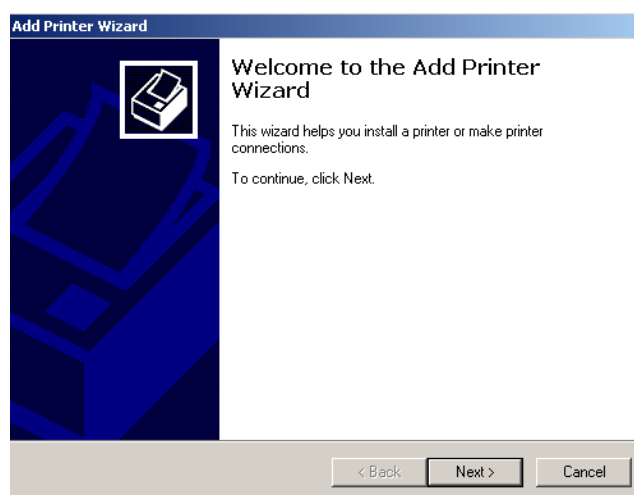 Add Printer Wizard
Welcome to the Add Printer
Wizard
This wizard helps you install a printer or make printer
connections.
To continue, click Next.
< Back
Next >
Cancel